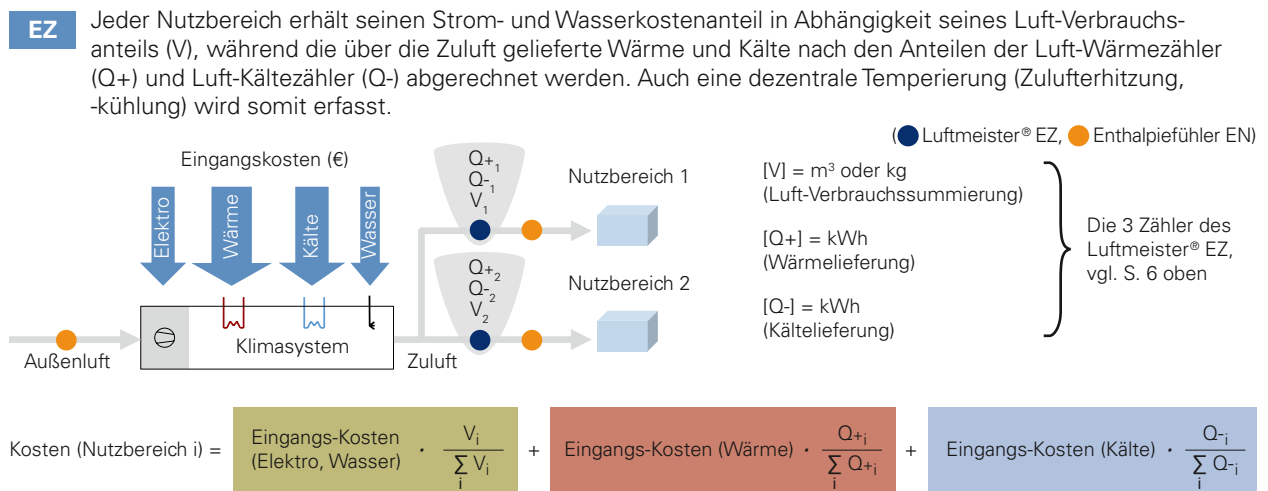 EZ
Jeder Nutzbereich erhält seinen Strom- und Wasserkostenanteil in Abhängigkeit seines Luft-Verbrauchs-
anteils (V), während die über die Zuluft gelieferte Wärme und Kälte nach den Anteilen der Luft-Wärmezähler
(Q+) und Luft-Kältezähler (Q-) abgerechnet werden. Auch eine dezentrale Temperierung (Zulufterhitzung,
-kühlung) wird somit erfasst.
( Luftmeister® EZ, Enthalpiefühler EN)
Eingangskosten (€)
Elektro
Wärme
Kälte
Wasser
Q+1
Q-1
V1
Nutzbereich 1
Q+2
Q-2
V2
Nutzbereich 2
Außenluft
Klimasystem
Zuluft
[V] = m³ oder kg
(Luft-Verbrauchssummierung)
[Q+] = kWh
(Wärmelieferung)
[Q-] = kWh
(Kältelieferung)
Die 3 Zähler des
Luftmeister® EZ,
vgl. S. 6 oben
Kosten (Nutzbereich i) =
Eingangs-Kosten
(Elektro, Wasser)
· Vi
∑ Vi
i
+
Eingangs-Kosten (Wärme) · Q+i
∑ Q+i
i
+
Eingangs-Kosten (Kälte) · Q-i
∑ Q-i
i